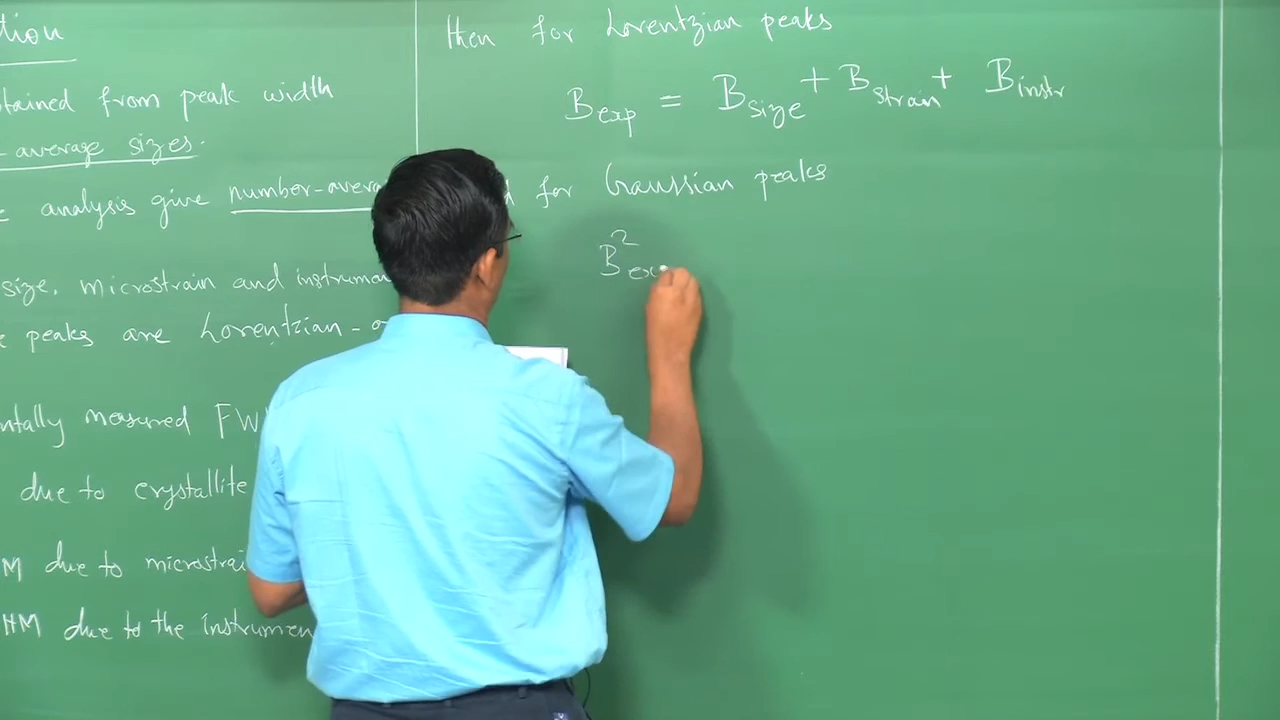 tion
tained from peak width
average sizes.
analysis give number-avera
size, microstrain and instrumen
peaks are Lorentzian - o
ntally measured FW
due to crystallite
M due to microstrai
HM due to the instrumen
then for Lorentzian peaks
B_exp = B_size + B_strain + B_instr
for Gaussian peaks
B²_ex